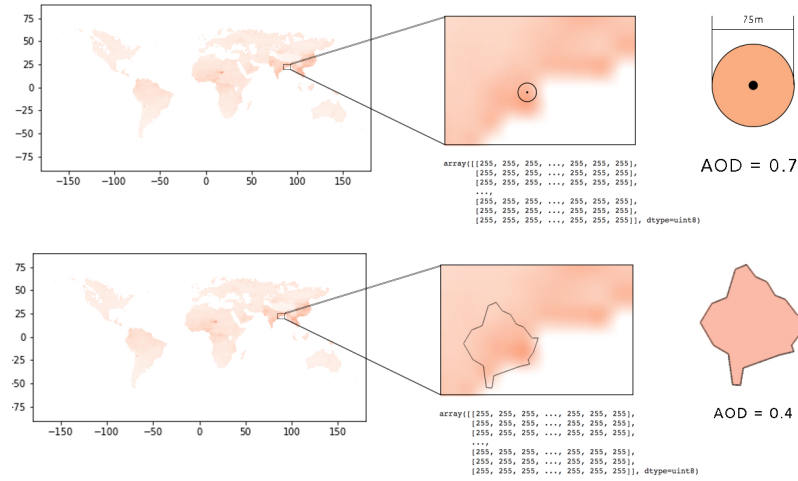 75
50
25
0
-25
-50
-75
-150 -100 -50 0 50 100 150
array([[255, 255, 255, ..., 255, 255, 255],
[255, 255, 255, ..., 255, 255, 255],
[255, 255, 255, ..., 255, 255, 255],
...,
[255, 255, 255, ..., 255, 255, 255],
[255, 255, 255, ..., 255, 255, 255],
[255, 255, 255, ..., 255, 255, 255]], dtype=uint8)
75m
AOD = 0.7
75
50
25
0
-25
-50
-75
-150 -100 -50 0 50 100 150
array([[255, 255, 255, ..., 255, 255, 255],
[255, 255, 255, ..., 255, 255, 255],
[255, 255, 255, ..., 255, 255, 255],
...,
[255, 255, 255, ..., 255, 255, 255],
[255, 255, 255, ..., 255, 255, 255],
[255, 255, 255, ..., 255, 255, 255]], dtype=uint8)
AOD = 0.4